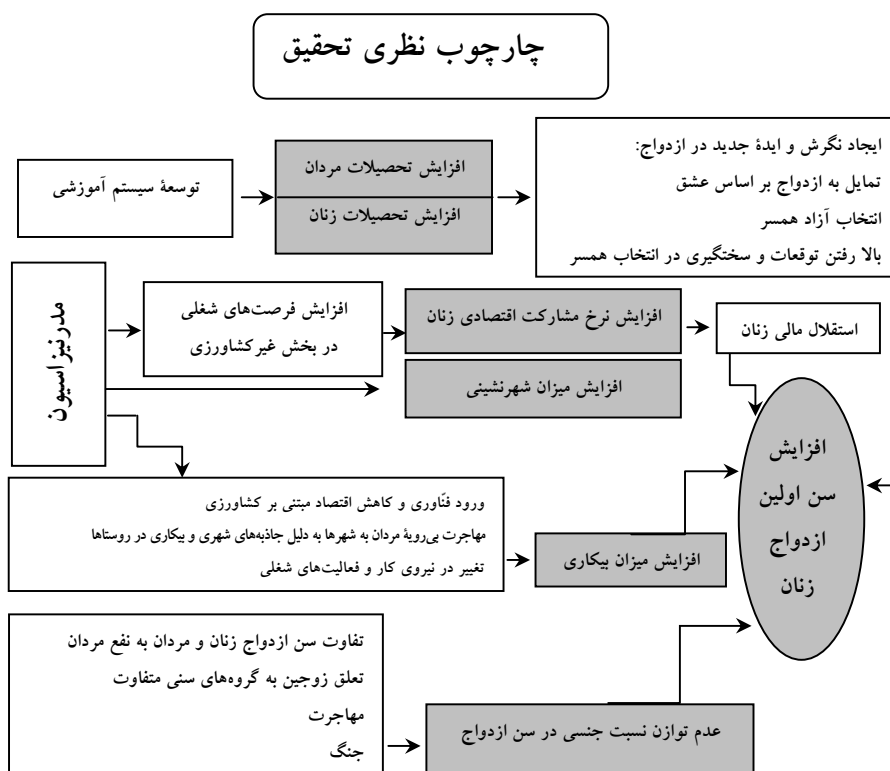 چارچوب نظری تحقیق
توسعۀ سیستم آموزشی
افزایش تحصیلات مردان
افزایش تحصیلات زنان
ایجاد نگرش و ایدۀ جدید در ازدواج:
تمایل به ازدواج بر اساس عشق
انتخاب آزاد همسر
بالا رفتن توقعات و سختگیری در انتخاب همسر
مدرنیزاسیون
افزایش فرصت‌های شغلی
در بخش غیرکشاورزی
افزایش نرخ مشارکت اقتصادی زنان
استقلال مالی زنان
افزایش میزان شهرنشینی
افزایش
سن اولین
ازدواج
زنان
ورود فنّاوری و کاهش اقتصاد مبتنی بر کشاورزی
مهاجرت بی‌رویۀ مردان به شهرها به دلیل جاذبه‌های شهری و بیکاری در روستاها
تغییر در نیروی کار و فعالیت‌های شغلی
افزایش میزان بیکاری
تفاوت سن ازدواج زنان و مردان به نفع مردان
تعلق زوجین به گروه‌های سنی متفاوت
مهاجرت
جنگ
عدم توازن نسبت جنسی در سن ازدواج